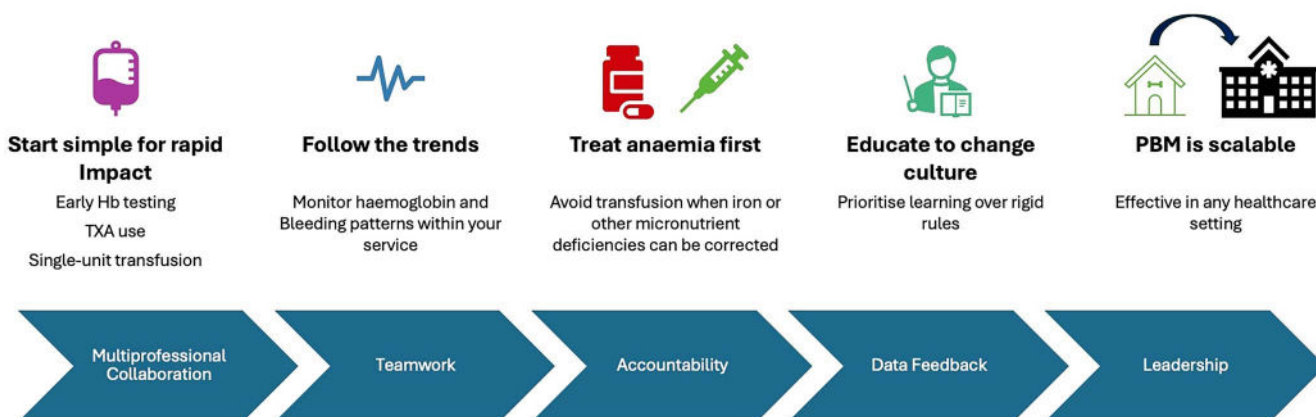 Start simple for rapid
Impact
Early Hb testing
TXA use
Single-unit transfusion
Follow the trends
Monitor haemoglobin and
Bleeding patterns within your
service
Treat anaemia first
Avoid transfusion when iron or
other micronutrient
deficiencies can be corrected
Educate to change
culture
Prioritise learning over rigid
rules
PBM is scalable
Effective in any healthcare
setting
Multiprofessional
Collaboration
Teamwork
Accountability
Data Feedback
Leadership